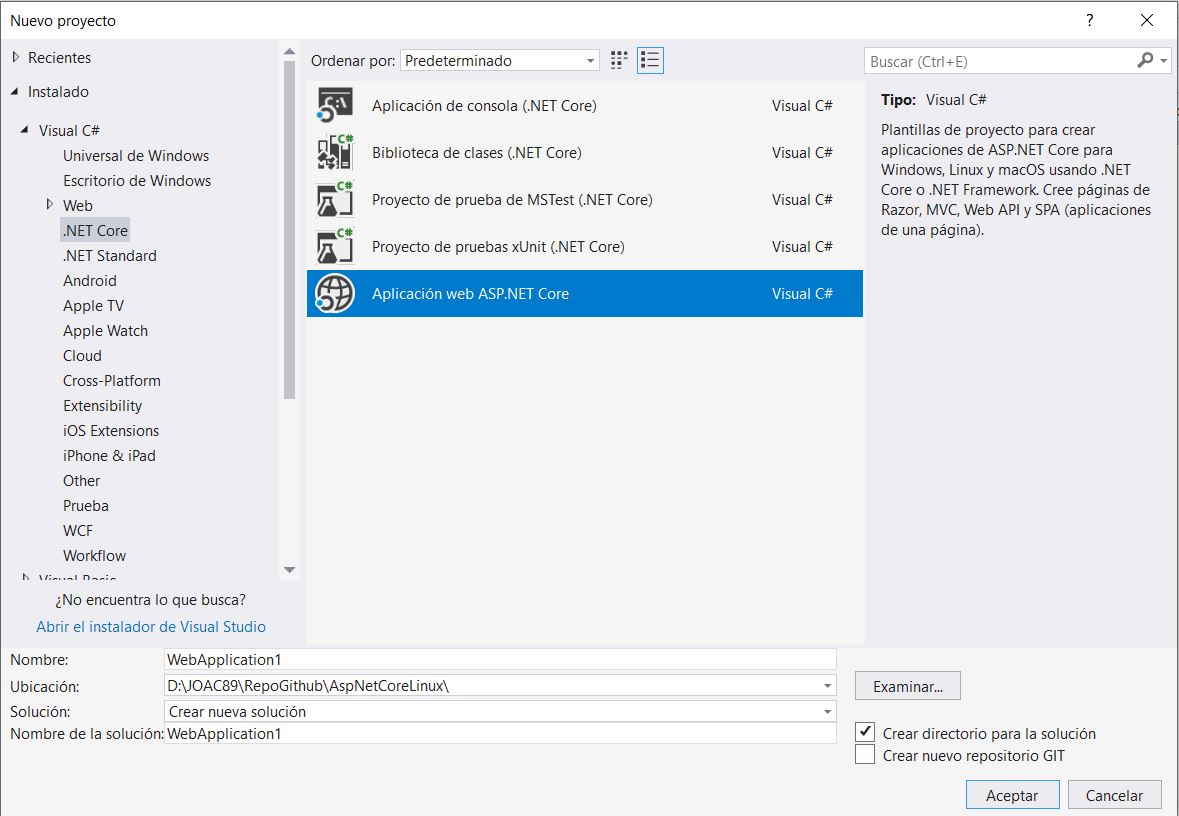 Nuevo proyecto
?
Recientes
Instalado
Visual C#
Universal de Windows
Escritorio de Windows
Web
.NET Core
.NET Standard
Android
Apple TV
Apple Watch
Cloud
Cross-Platform
Extensibility
iOS Extensions
iPhone & iPad
Other
Prueba
WCF
Workflow
Visual Basic
¿No encuentra lo que busca?
Abrir el instalador de Visual Studio
Ordenar por: Predeterminado
Aplicación de consola (.NET Core) Visual C#
C#
Biblioteca de clases (.NET Core) Visual C#
C#
Proyecto de prueba de MSTest (.NET Core) Visual C#
C#
Proyecto de pruebas xUnit (.NET Core) Visual C#
Aplicación web ASP.NET Core Visual C#
Buscar (Ctrl+E)
Tipo: Visual C#
Plantillas de proyecto para crear
aplicaciones de ASP.NET Core para
Windows, Linux y macOS usando .NET
Core o .NET Framework. Cree páginas de
Razor, MVC, Web API y SPA (aplicaciones
de una página).
Nombre: WebApplication1
Ubicación: D:\JOAC89\RepoGithub\AspNetCoreLinux\
Examinar...
Solución: Crear nueva solución
Nombre de la solución: WebApplication1
Crear directorio para la solución
Crear nuevo repositorio GIT
Aceptar
Cancelar